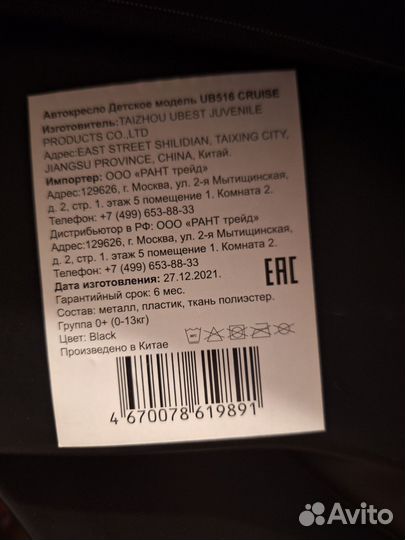 Автокресло Детское модель UB516 CRUISE
Изготовитель:TAIZHOU UBEST JUVENILE
PRODUCTS CO.,LTD
Адрес:EAST STREET SHILIDIAN, TAIXING CITY,
JIANGSU PROVINCE, CHINA, Китай.
Импортер: ООО «РАНТ трейд»
Адрес:129626, г. Москва, ул. 2-я Мытищинская,
д. 2, стр. 1. этаж 5 помещение 1. Комната 2.
Телефон: +7 (499) 653-88-33
Дистрибьютор в РФ: ООО «РАНТ трейд»
Адрес:129626, г. Москва, ул. 2-я Мытищинская,
д. 2, стр. 1. этаж 5 помещение 1. Комната 2.
Телефон: +7 (499) 653-88-33
Дата изготовления: 27.12.2021.
Гарантийный срок: 6 мес.
Состав: металл, пластик, ткань полиэстер.
Группа 0+ (0-13кг)
Цвет: Black
Произведено в Китае
EAC
4 670078 619891
Avito